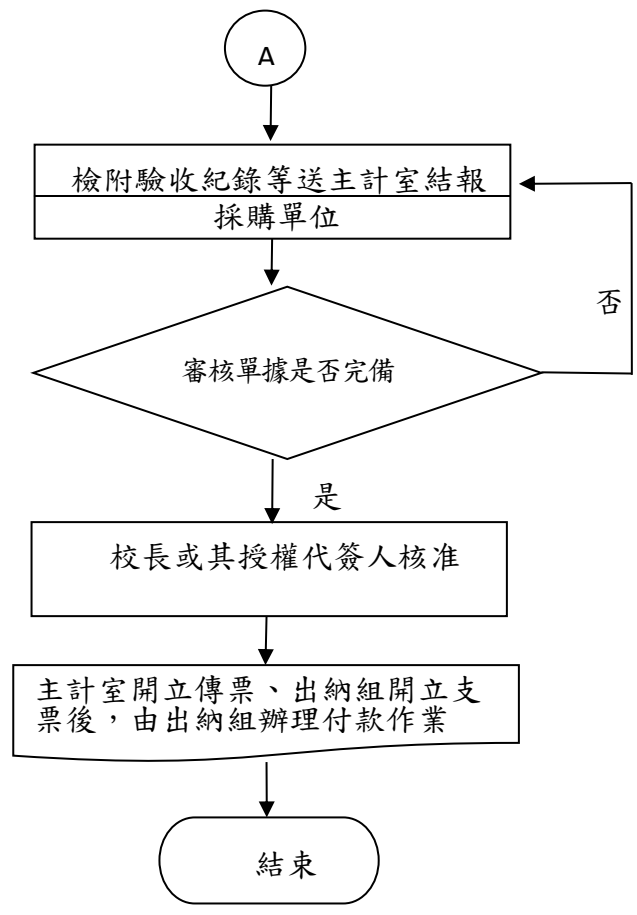 A
檢附驗收紀錄等送主計室結報
採購單位
否
審核單據是否完備
是
校長或其授權代簽人核准
主計室開立傳票、出納組開立支
票後，由出納組辦理付款作業
結束